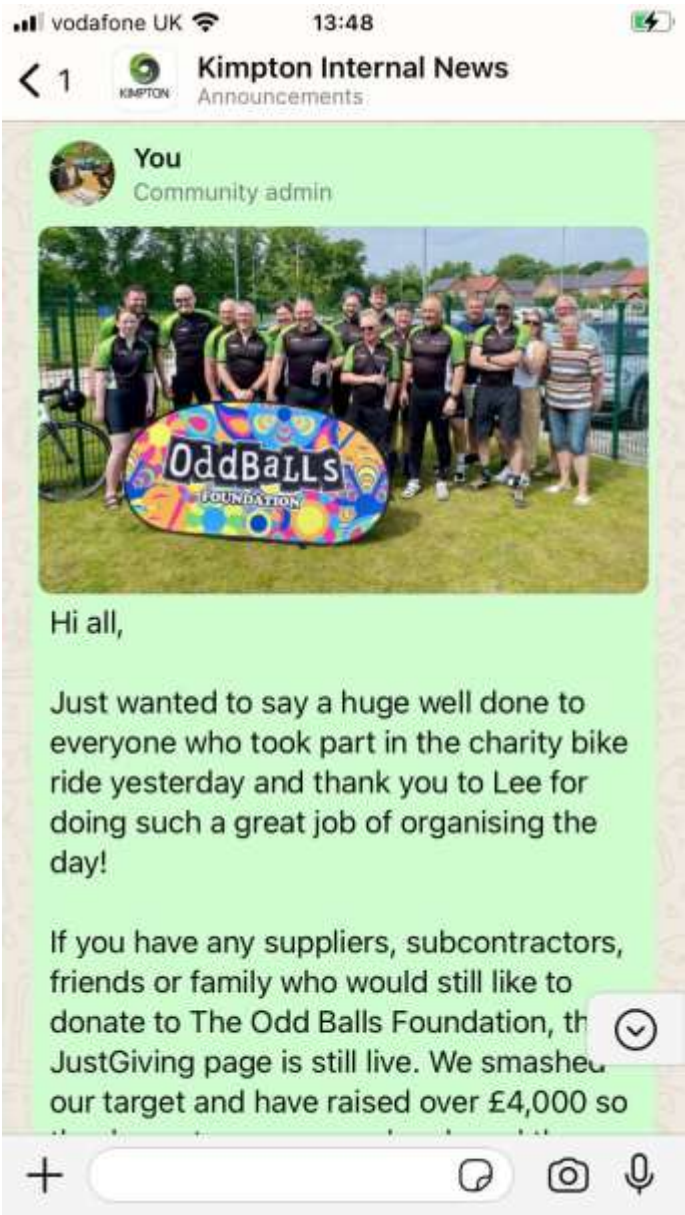 vodafone UK 13:48
1 KIMPTON Kimpton Internal News
Announcements
You
Community admin
OddBaLLs
FOUNDATION
Hi all,
Just wanted to say a huge well done to
everyone who took part in the charity bike
ride yesterday and thank you to Lee for
doing such a great job of organising the
day!
If you have any suppliers, subcontractors,
friends or family who would still like to
donate to The Odd Balls Foundation, th
JustGiving page is still live. We smashed
our target and have raised over £4,000 so